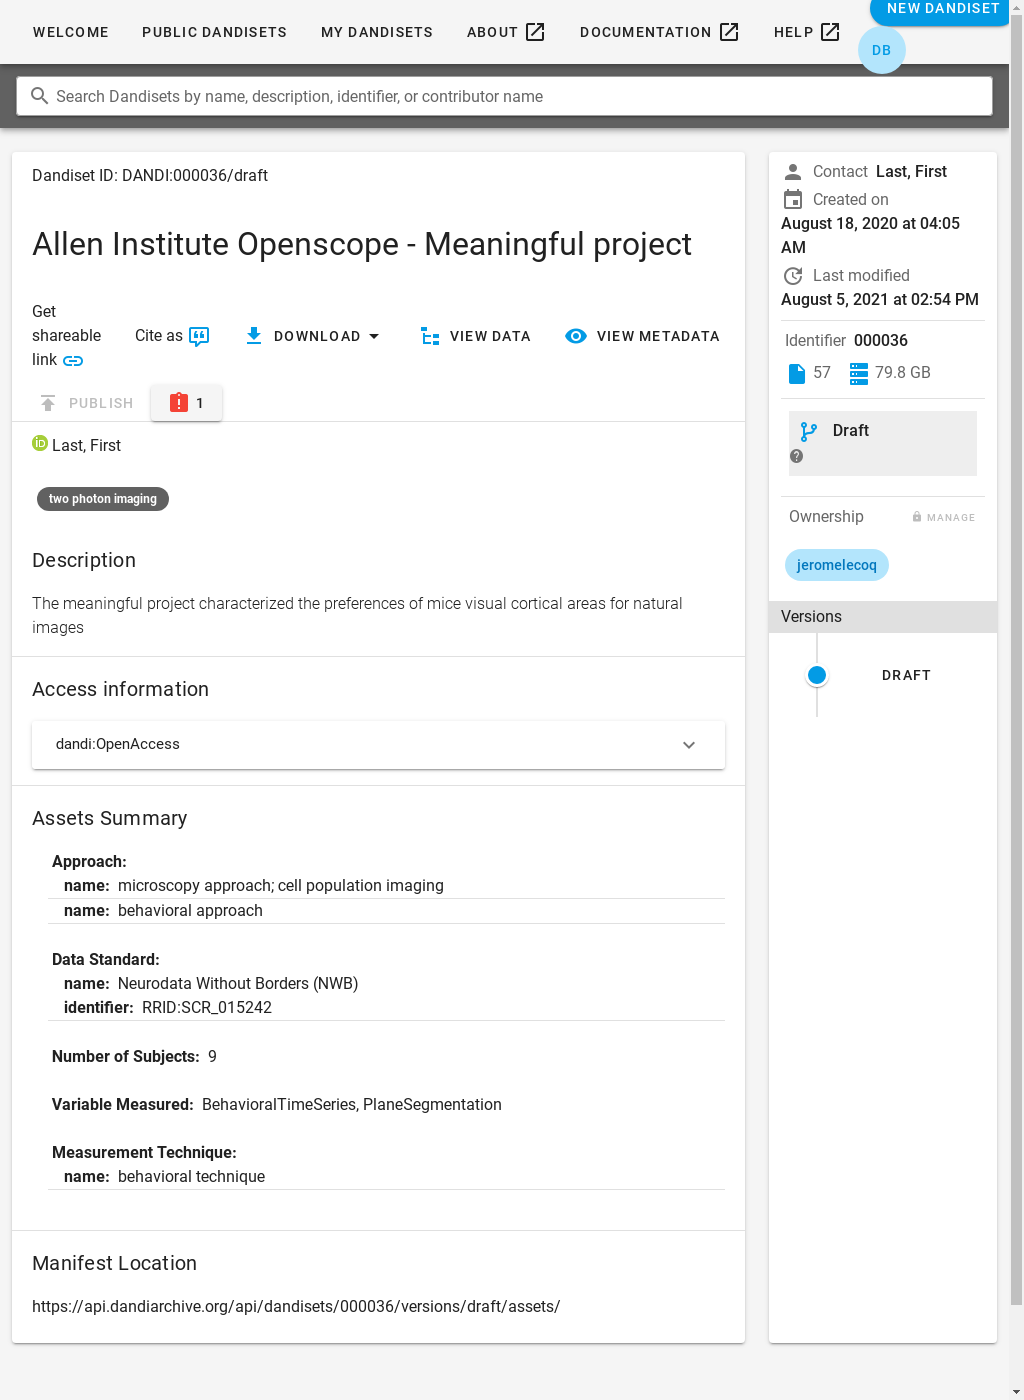 WELCOME PUBLIC DANDISETS MY DANDISETS ABOUT DOCUMENTATION HELP NEW DANDISET
DB
Search Dandisets by name, description, identifier, or contributor name
Dandiset ID: DANDI:000036/draft
Allen Institute Openscope - Meaningful project
Get
shareable
link
Cite as
DOWNLOAD
VIEW DATA
VIEW METADATA
PUBLISH
1
iD Last, First
two photon imaging
Description
The meaningful project characterized the preferences of mice visual cortical areas for natural
images
Access information
dandi:OpenAccess
Assets Summary
Approach:
name: microscopy approach; cell population imaging
name: behavioral approach
Data Standard:
name: Neurodata Without Borders (NWB)
identifier: RRID:SCR_015242
Number of Subjects: 9
Variable Measured: BehavioralTimeSeries, PlaneSegmentation
Measurement Technique:
name: behavioral technique
Manifest Location
https://api.dandiarchive.org/api/dandisets/000036/versions/draft/assets/
Contact Last, First
Created on
August 18, 2020 at 04:05
AM
Last modified
August 5, 2021 at 02:54 PM
Identifier 000036
57 79.8 GB
Draft
?
Ownership MANAGE
jeromelecoq
Versions
DRAFT